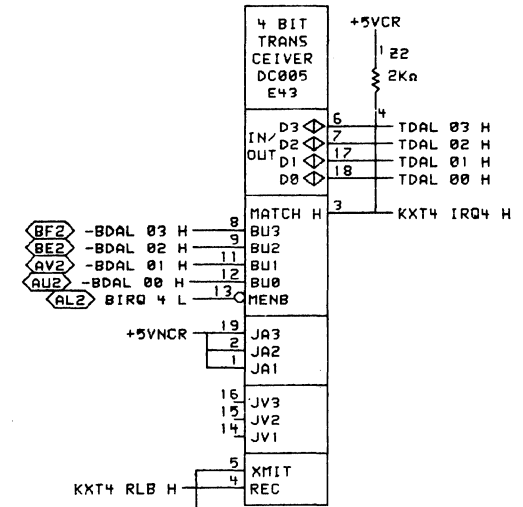 4 BIT
TRANS
CEIVER
DC005
E43
+5VCR
1 Z2
2KΩ
4
IN/
OUT
D3 6 TDAL 03 H
D2 7 TDAL 02 H
D1 17 TDAL 01 H
D0 18 TDAL 00 H
MATCH H 3 KXT4 IRQ4 H
BF2 -BDAL 03 H 8 BU3
BE2 -BDAL 02 H 9 BU2
AV2 -BDAL 01 H 11 BU1
AU2 -BDAL 00 H 12 BU0
AL2 BIRQ 4 L 13 MENB
+5VNCR 19 JA3
2 JA2
1 JA1
16 JV3
15 JV2
14 JV1
5 XMIT
KXT4 RLB H 4 REC